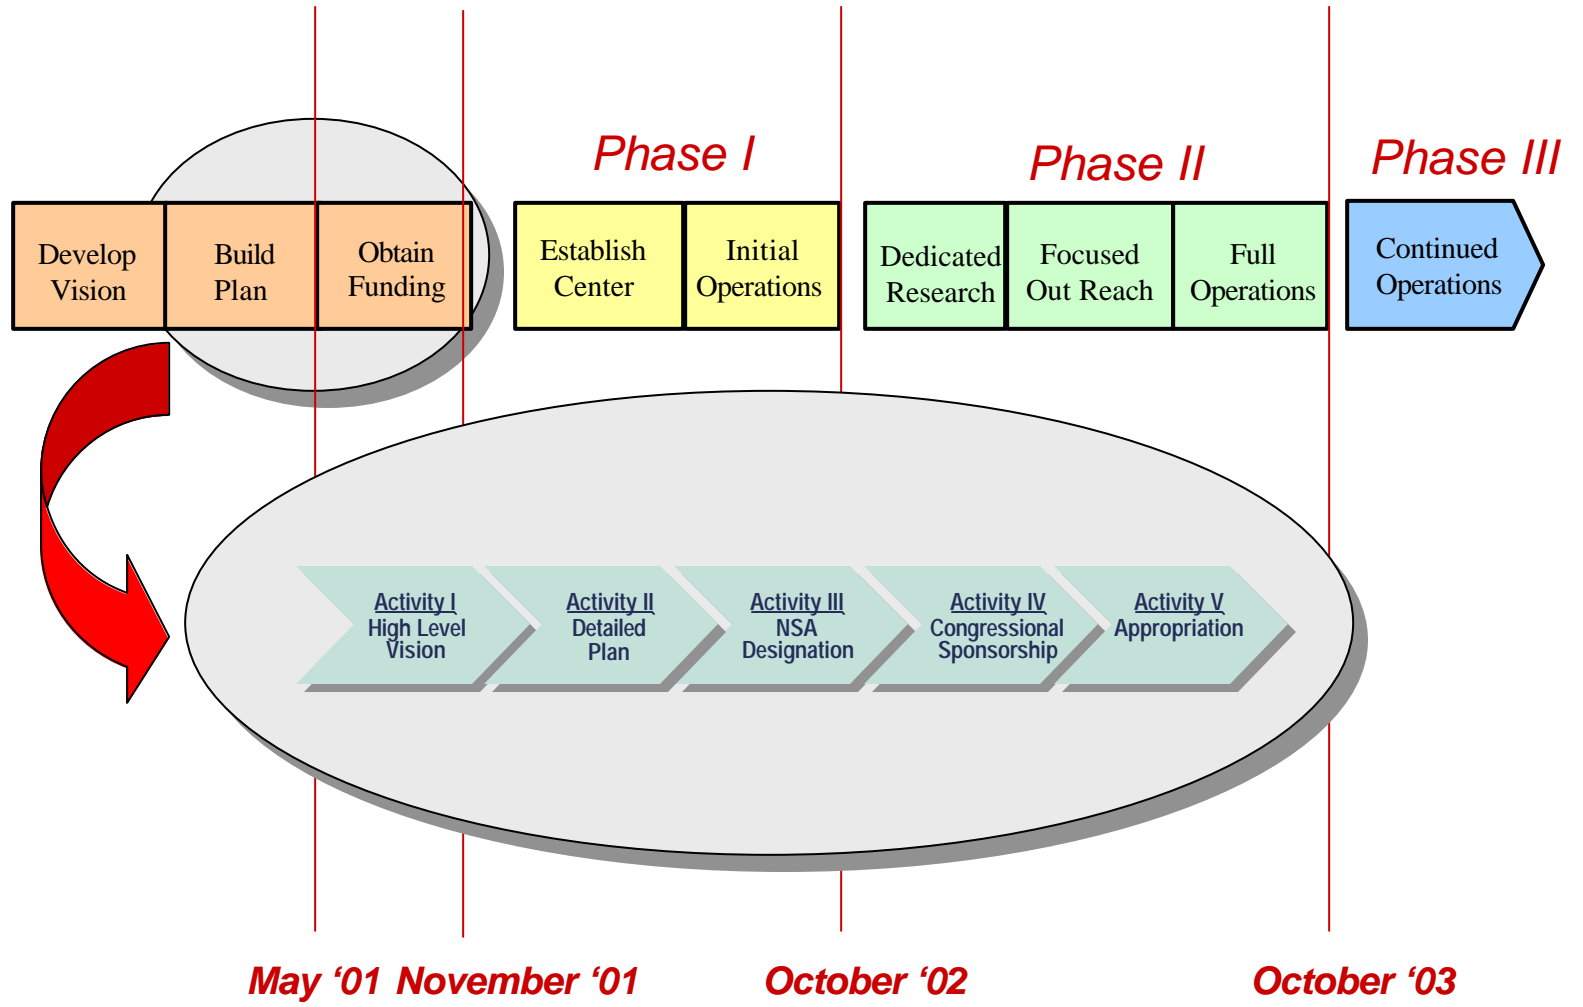 Phase I
Phase II
Phase III
Develop
Vision
Build
Plan
Obtain
Funding
Establish
Center
Initial
Operations
Dedicated
Research
Focused
Out Reach
Full
Operations
Continued
Operations
Activity I
High Level
Vision
Activity II
Detailed
Plan
Activity III
NSA
Designation
Activity IV
Congressional
Sponsorship
Activity V
Appropriation
May ‘01
November ‘01
October ‘02
October ‘03